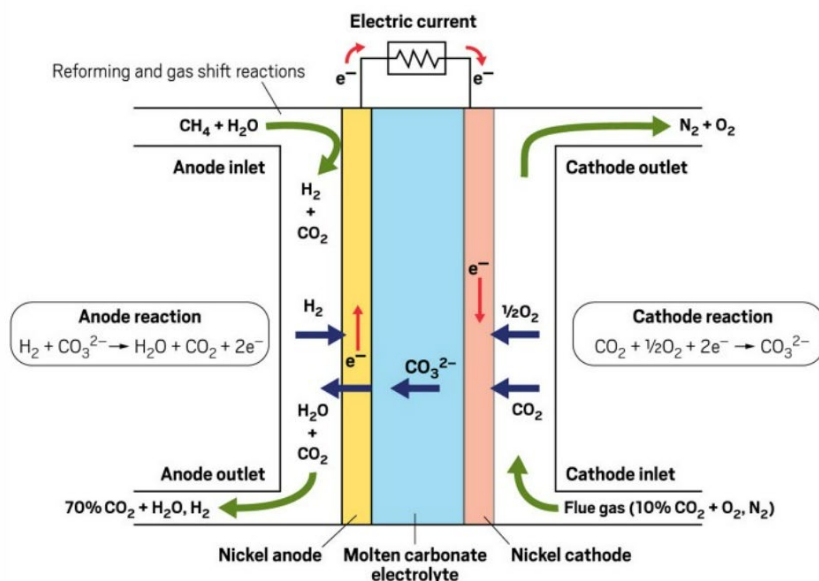 Electric current
e⁻
e⁻
Reforming and gas shift reactions
CH₄ + H₂O
N₂ + O₂
Anode inlet
Cathode outlet
H₂
+
CO₂
e⁻
Anode reaction
H₂ + CO₃²⁻ → H₂O + CO₂ + 2e⁻
H₂
½O₂
Cathode reaction
CO₂ + ½O₂ + 2e⁻ → CO₃²⁻
e⁻
CO₃²⁻
H₂O
+
CO₂
CO₂
Anode outlet
Cathode inlet
70% CO₂ + H₂O, H₂
Flue gas (10% CO₂ + O₂, N₂)
Nickel anode
Molten carbonate
electrolyte
Nickel cathode